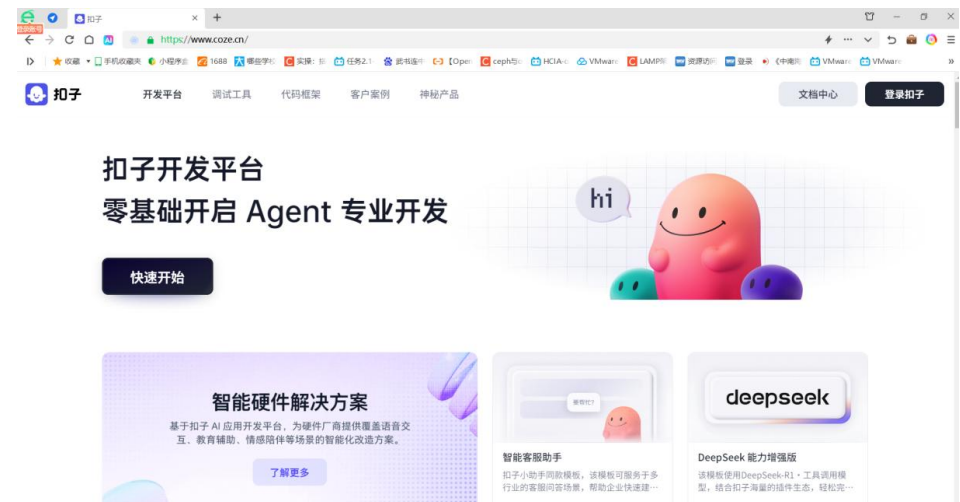 登录账号
扣子
https://www.coze.cn/
收藏
手机收藏夹
小程序盒
1688
哪些学校
实操:
任务2.1
武书连
【Open
ceph与
HCIA-
VMware
LAMP
资源访问
登录
《中南
VMware
VMware
扣子
开发平台
调试工具
代码框架
客户案例
神秘产品
文档中心
登录扣子
扣子开发平台
零基础开启 Agent 专业开发
hi
快速开始
智能硬件解决方案
基于扣子 AI 应用开发平台,为硬件厂商提供覆盖语音交
互、教育辅助、情感陪伴等场景的智能化改造方案。
了解更多
deepseek
智能客服助手
扣子小助手同款模板,该模板可服务于多
行业的客服问答场景,帮助企业快速建…
DeepSeek 能力增强版
该模板使用DeepSeek-R1・工具调用模
型,结合扣子海量的插件生态,轻松完…